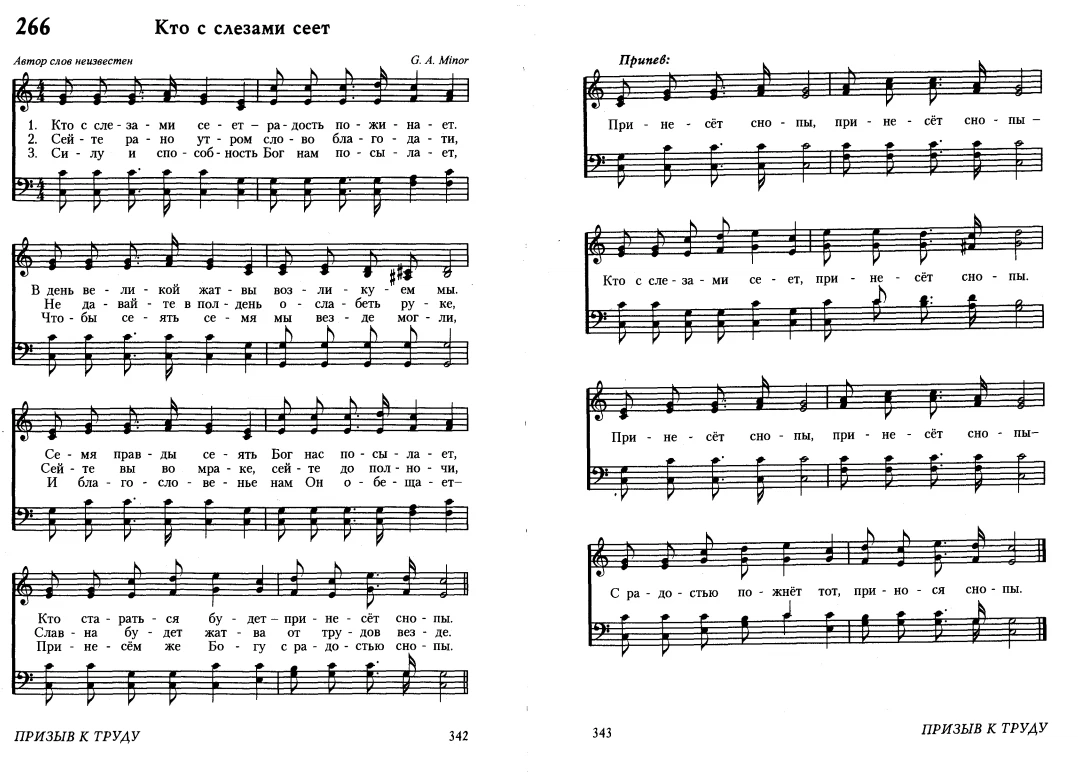 266 Кто с слезами сеет
Автор слов неизвестен G. A. Minor
1. Кто с сле - за - ми се - ет – ра - дость по - жи - на - ет.
2. Сей - те ра - но ут - ром сло - во бла - го - да - ти,
3. Си - лу и спо - соб - ность Бог нам по - сы - ла - ет,
В день ве - ли - кой жат - вы воз - ли - ку - ем мы.
Не да - вай - те в пол - день о - сла - беть ру - ке,
Что - бы се - ять се - мя мы вез - де мог - ли,
Се - мя прав - ды се - ять Бог нас по - сы - ла - ет,
Сей - те вы во мра - ке, сей - те до пол - но - чи,
И бла - го - сло - ве - нье нам Он о - бе - ща - ет–
Кто ста - рать - ся бу - дет – при - не - сёт сно - пы.
Слав - на бу - дет жат - ва от тру - дов вез - де.
При - не - сём же Бо - гу с ра - до - стью сно - пы.
ПРИЗЫВ К ТРУДУ 342
Припев:
При - не - сёт сно - пы, при - не - сёт сно - пы –
Кто с сле - за - ми се - ет, при - не - сёт сно - пы.
При - не - сёт сно - пы, при - не - сёт сно - пы–
С ра - до - стью по - жнёт тот, при - но - ся сно - пы.
343 ПРИЗЫВ К ТРУДУ